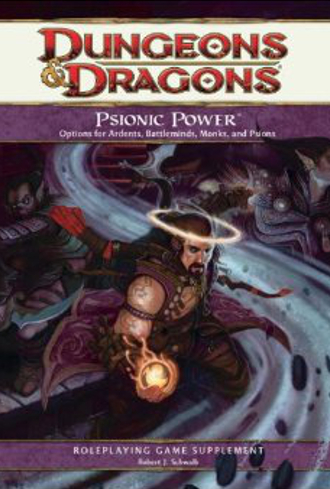 DUNGEONS
& DRAGONS
PSIONIC POWER
Options for Ardents, Battleminds, Monks, and Psions
ROLEPLAYING GAME SUPPLEMENT
Robert J. Schwalb